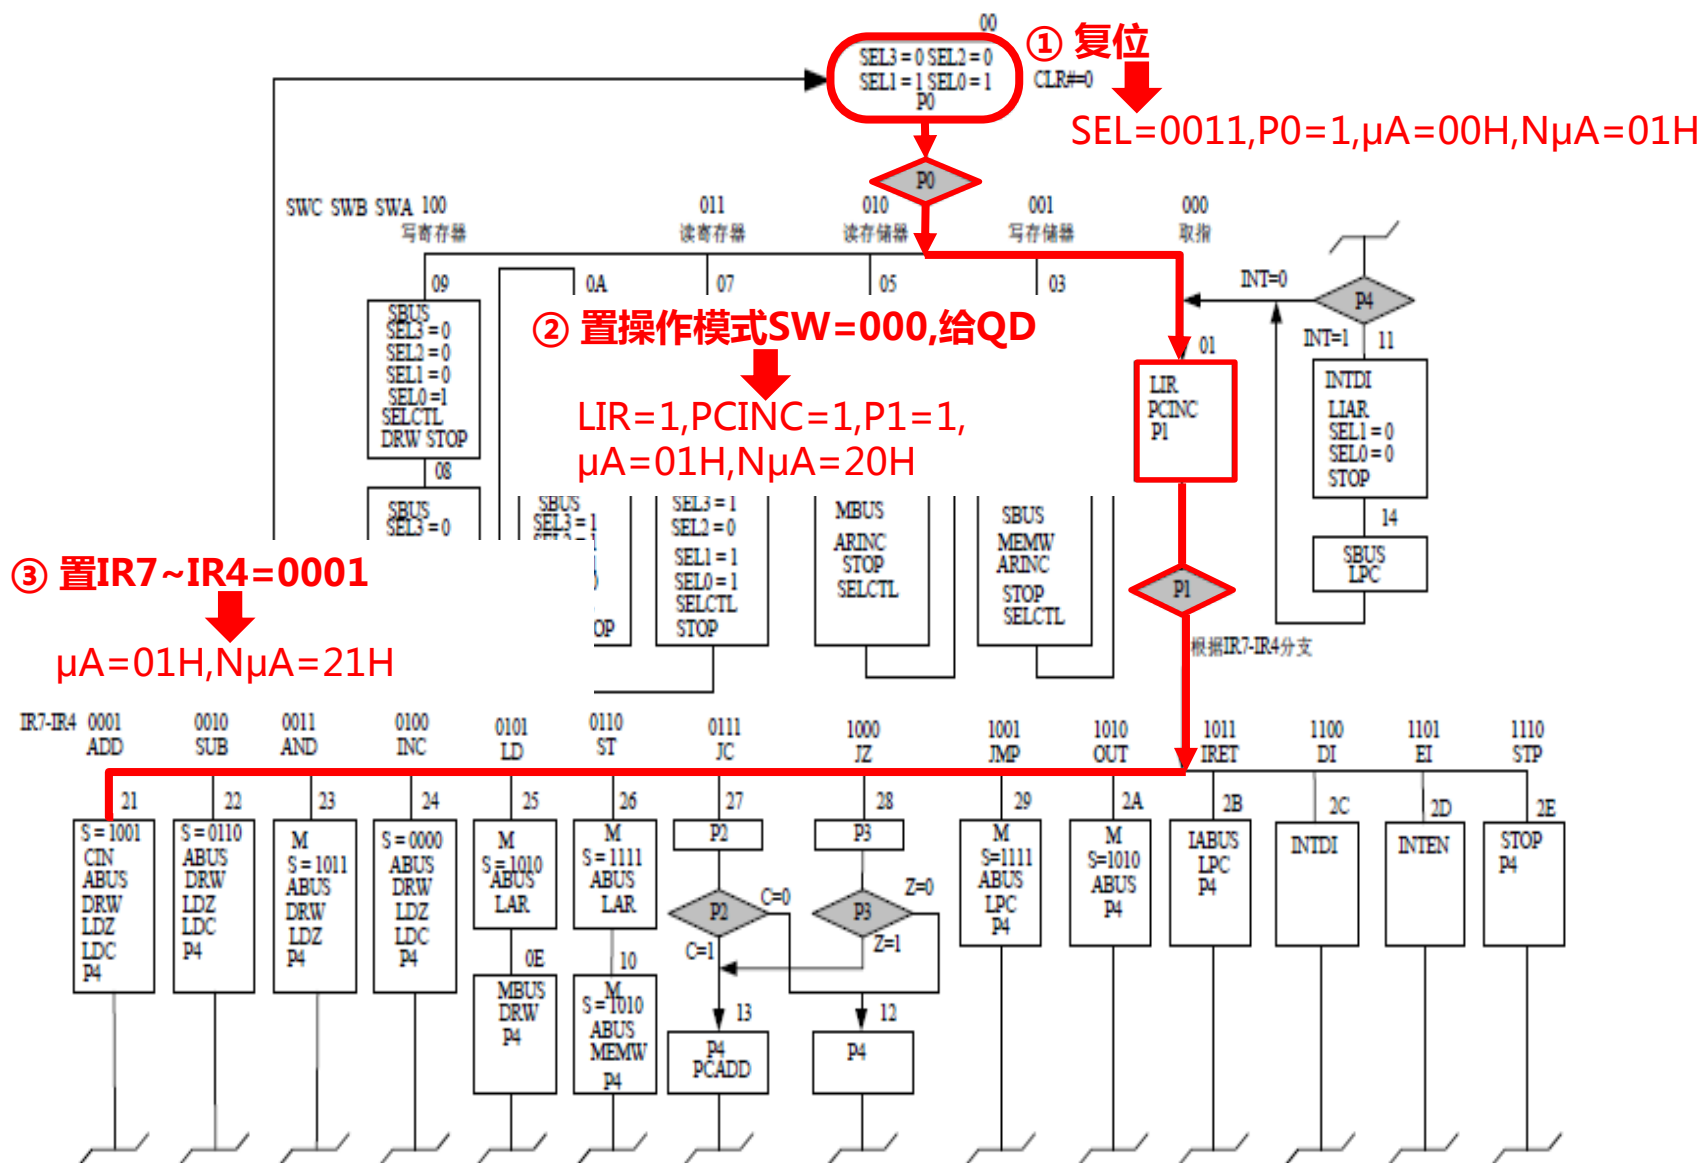 00
SEL3 = 0 SEL2 = 0
SEL1 = 1 SEL0 = 1
P0
CLR#=0
① 复位
SEL=0011,P0=1,μA=00H,NμA=01H
P0
SWC SWB SWA 100
写寄存器
011
读寄存器
010
读存储器
001
写存储器
000
取指
09
0A
07
05
03
01
INT=0
P4
INT=1
11
SBUS
SEL3 = 0
SEL2 = 0
SEL1 = 0
SEL0 =1
SELCTL
DRW STOP
② 置操作模式SW=000,给QD
LIR=1,PCINC=1,P1=1,
μA=01H,NμA=20H
LIR
PCINC
P1
INTDI
LIAR
SEL1 = 0
SEL0 = 0
STOP
08
SBUS
SEL3 = 0
SBUS
SEL3 = 1
OP
SEL3 = 1
SEL2 = 0
SEL1 = 1
SEL0 = 1
SELCTL
STOP
MBUS
ARINC
STOP
SELCTL
SBUS
MEMW
ARINC
STOP
SELCTL
14
SBUS
LPC
P1
根据IR7-IR4分支
③ 置IR7~IR4=0001
μA=01H,NμA=21H
IR7-IR4
0001
ADD
0010
SUB
0011
AND
0100
INC
0101
LD
0110
ST
0111
JC
1000
JZ
1001
JMP
1010
OUT
1011
IRET
1100
DI
1101
EI
1110
STP
21
22
23
24
25
26
27
28
29
2A
2B
2C
2D
2E
S = 1001
CIN
ABUS
DRW
LDZ
LDC
P4
S = 0110
ABUS
DRW
LDZ
LDC
P4
M
S = 1011
ABUS
DRW
LDZ
P4
S = 0000
ABUS
DRW
LDZ
LDC
P4
M
S = 1010
ABUS
LAR
M
S = 1111
ABUS
LAR
P2
P3
M
S=1111
ABUS
LPC
P4
M
S=1010
ABUS
P4
IABUS
LPC
P4
INTDI
INTEN
STOP
P4
P2
C=0
C=1
P3
Z=0
Z=1
0E
MBUS
DRW
P4
10
M
S = 1010
ABUS
MEMW
P4
13
P4
PCADD
12
P4